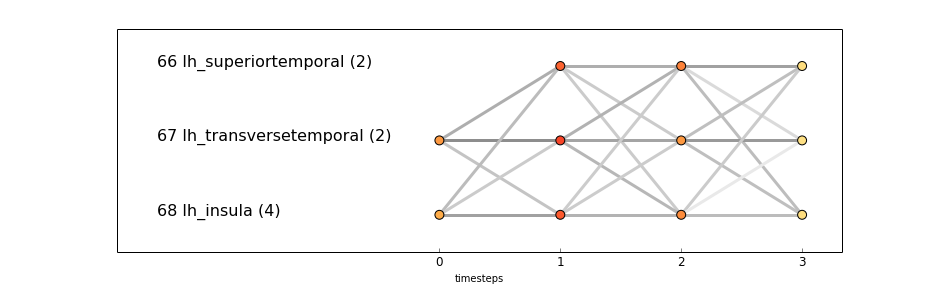 66 lh_superiortemporal (2)
67 lh_transversetemporal (2)
68 lh_insula (4)
0 1 2 3
timesteps